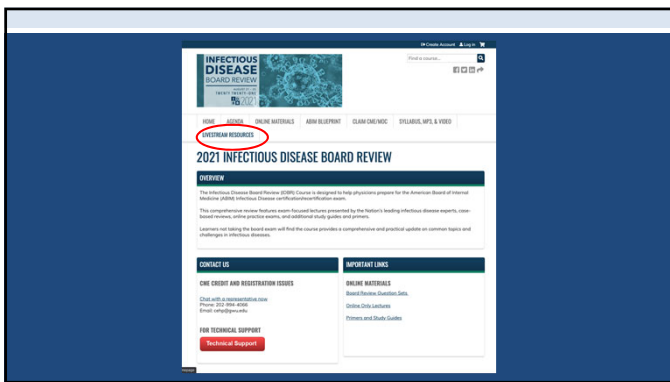 Create Account Log in
INFECTIOUS
DISEASE
BOARD REVIEW
TWENTY TWENTY-ONE
2021
Find a course...
HOME AGENDA ONLINE MATERIALS ABIM BLUEPRINT CLAIM CME/MOC SYLLABUS, MP3, & VIDEO
LIVESTREAM RESOURCES
2021 INFECTIOUS DISEASE BOARD REVIEW
OVERVIEW
The Infectious Disease Board Review (IDBR) Course is designed to help physicians prepare for the American Board of Internal
Medicine (ABIM) Infectious Disease certification/recertification exam.
This comprehensive review features exam-focused lectures presented by the Nation's leading infectious disease experts, case-
based reviews, online practice exams, and additional study guides and primers.
Learners not taking the board exam will find the course provides a comprehensive and practical update on common topics and
challenges in infectious diseases.
CONTACT US
CME CREDIT AND REGISTRATION ISSUES
Chat with a representative now
Phone: 202-994-4066
Email: cehp@gwu.edu
FOR TECHNICAL SUPPORT
Technical Support
IMPORTANT LINKS
ONLINE MATERIALS
Board Review Question Sets
Online Only Lectures
Primers and Study Guides